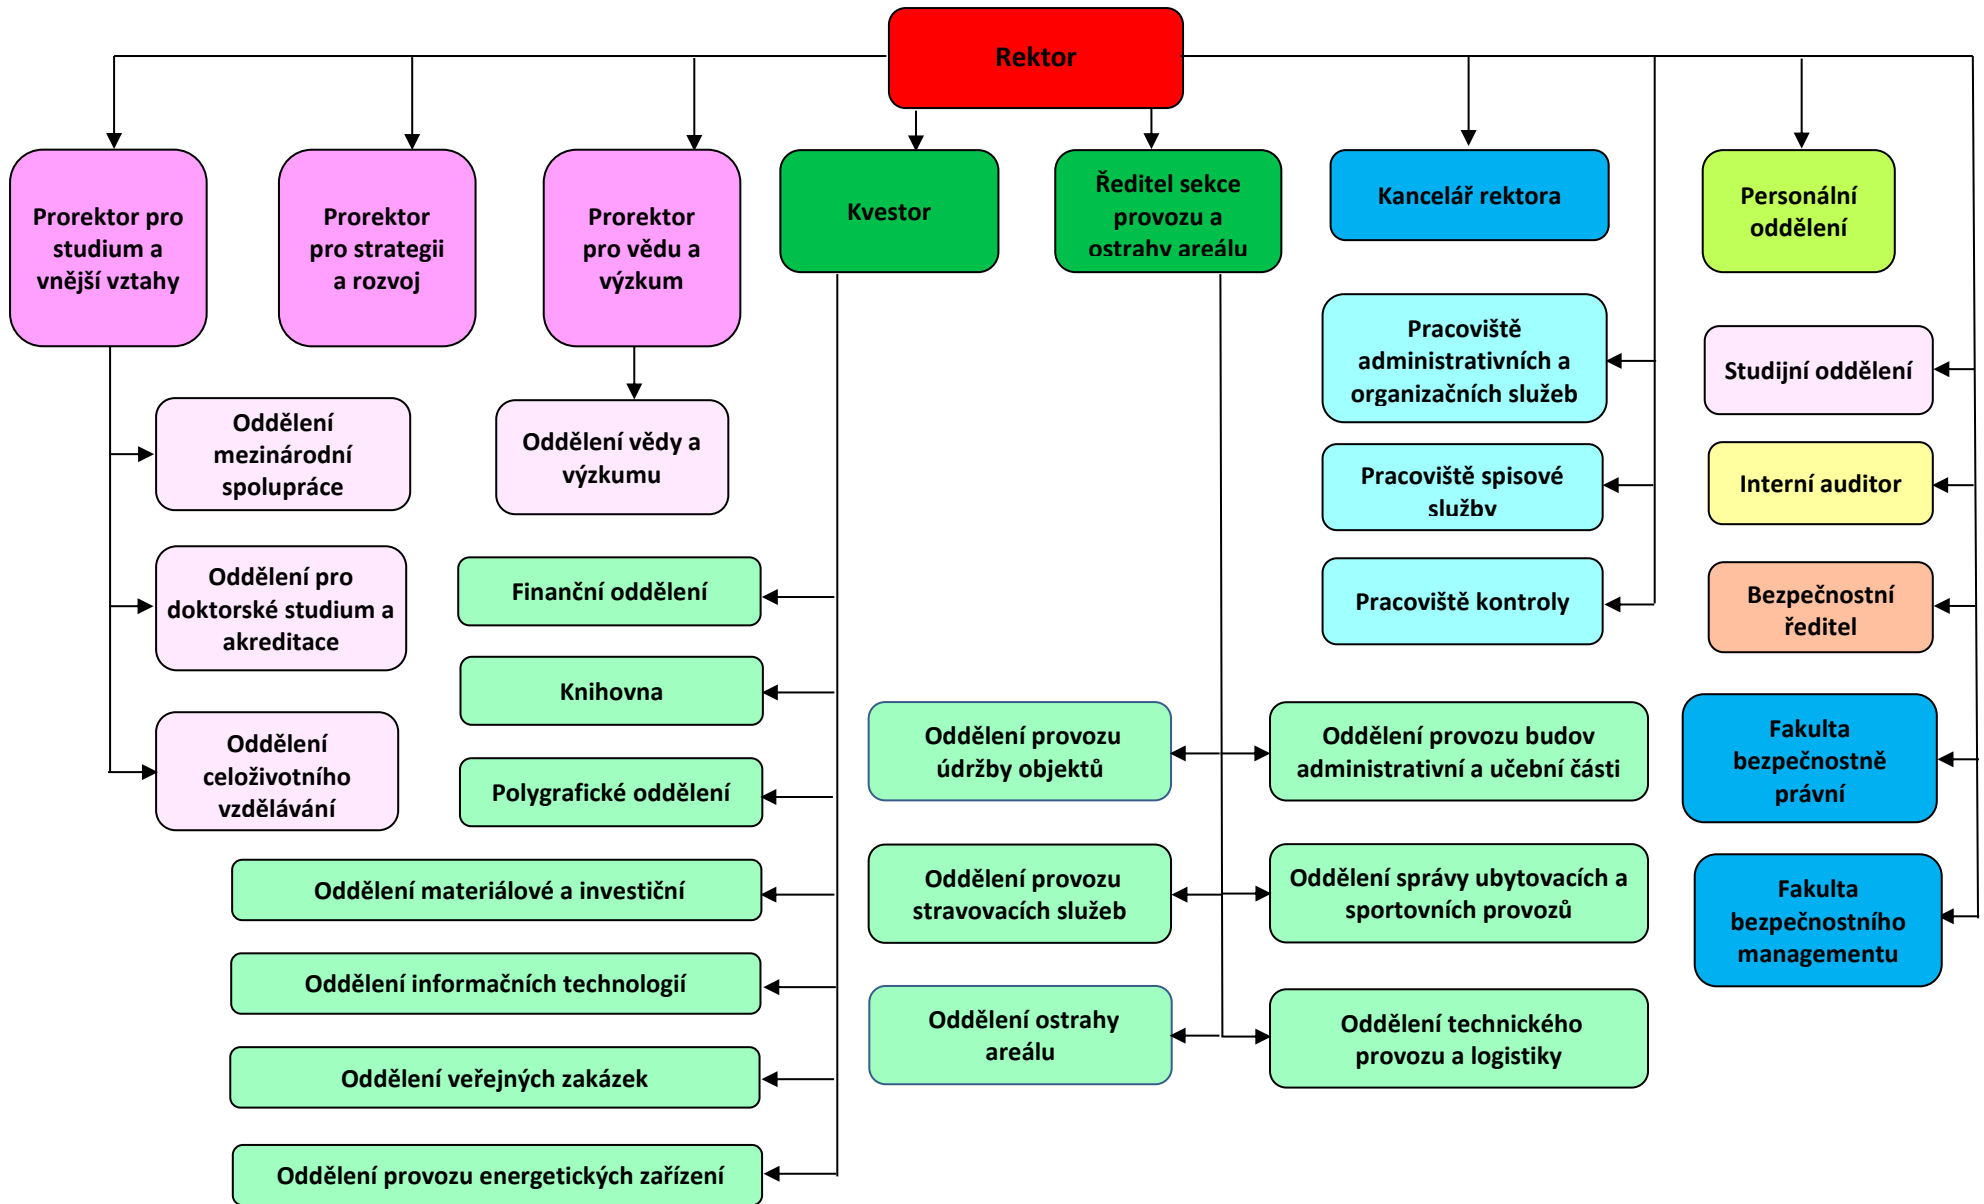 Rektor
Prorektor pro
studium a
vnější vztahy
Prorektor
pro strategii
a rozvoj
Prorektor
pro vědu a
výzkum
Kvestor
Ředitel sekce
provozu a
ostrahy areálu
Kancelář rektora
Personální
oddělení
Pracoviště
administrativních a
organizačních služeb
Studijní oddělení
Oddělení
mezinárodní
spolupráce
Oddělení vědy a
výzkumu
Pracoviště spisové
služby
Interní auditor
Oddělení pro
doktorské studium a
akreditace
Finanční oddělení
Pracoviště kontroly
Bezpečnostní
ředitel
Knihovna
Oddělení
celoživotního
vzdělávání
Polygrafické oddělení
Oddělení provozu
údržby objektů
Oddělení provozu budov
administrativní a učební části
Fakulta
bezpečnostně
právní
Oddělení materiálové a investiční
Oddělení provozu
stravovacích služeb
Oddělení správy ubytovacích a
sportovních provozů
Fakulta
bezpečnostního
managementu
Oddělení informačních technologií
Oddělení ostrahy
areálu
Oddělení technického
provozu a logistiky
Oddělení veřejných zakázek
Oddělení provozu energetických zařízení